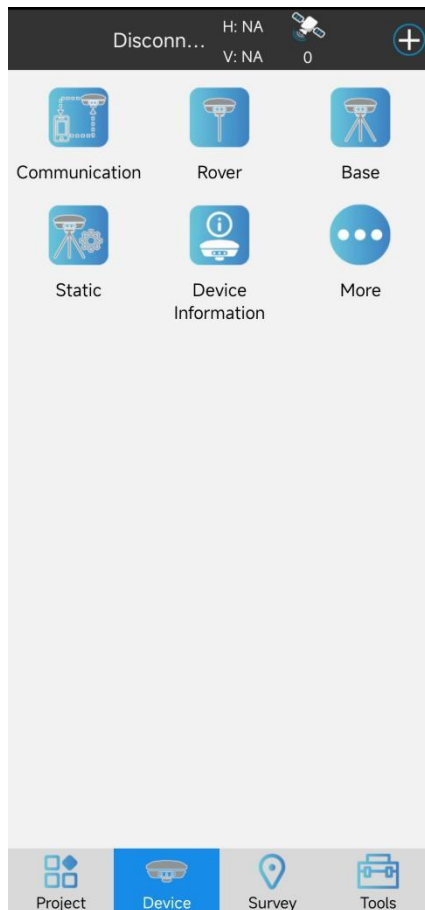 Disconn...
H: NA
V: NA
0
Communication
Rover
Base
Static
Device
Information
More
Project
Device
Survey
Tools